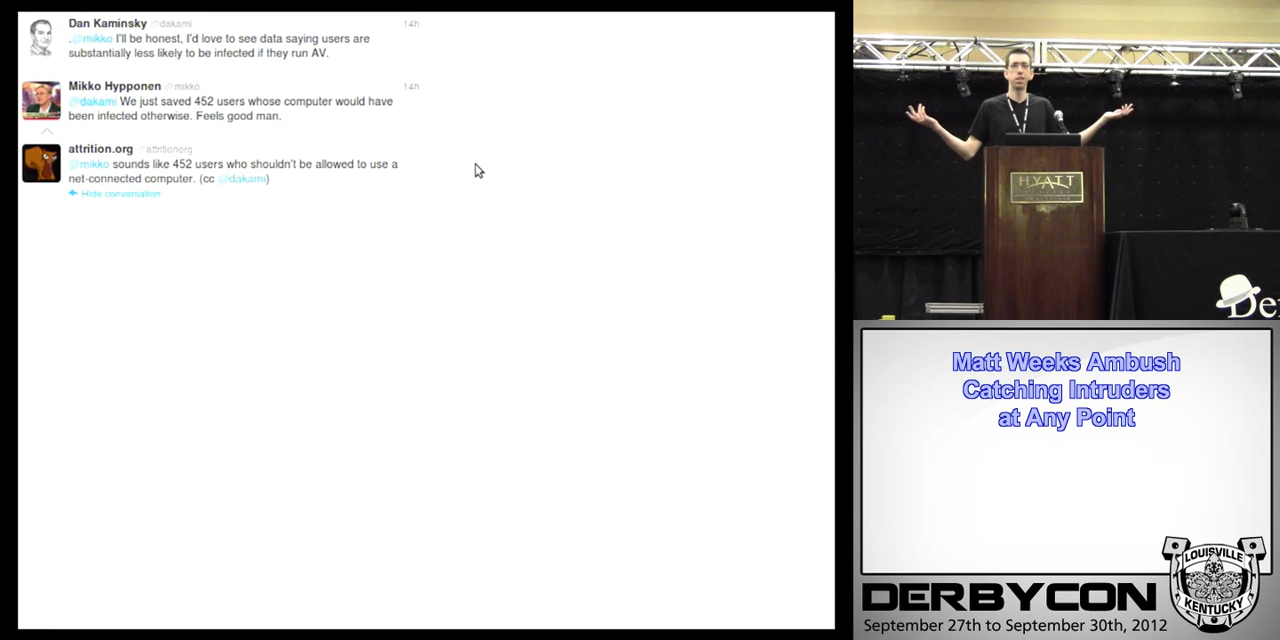 Dan Kaminsky @dakami 14h
.@mikko I'll be honest, I'd love to see data saying users are
substantially less likely to be infected if they run AV.
Mikko Hypponen @mikko 14h
@dakami We just saved 452 users whose computer would have
been infected otherwise. Feels good man.
attrition.org @attritionorg
@mikko sounds like 452 users who shouldn't be allowed to use a
net-connected computer. (cc @dakami)
Hide conversation
HYATT
De
Matt Weeks Ambush
Catching Intruders
at Any Point
LOUISVILLE
KENTUCKY
DERBYCON
September 27th to September 30th, 2012